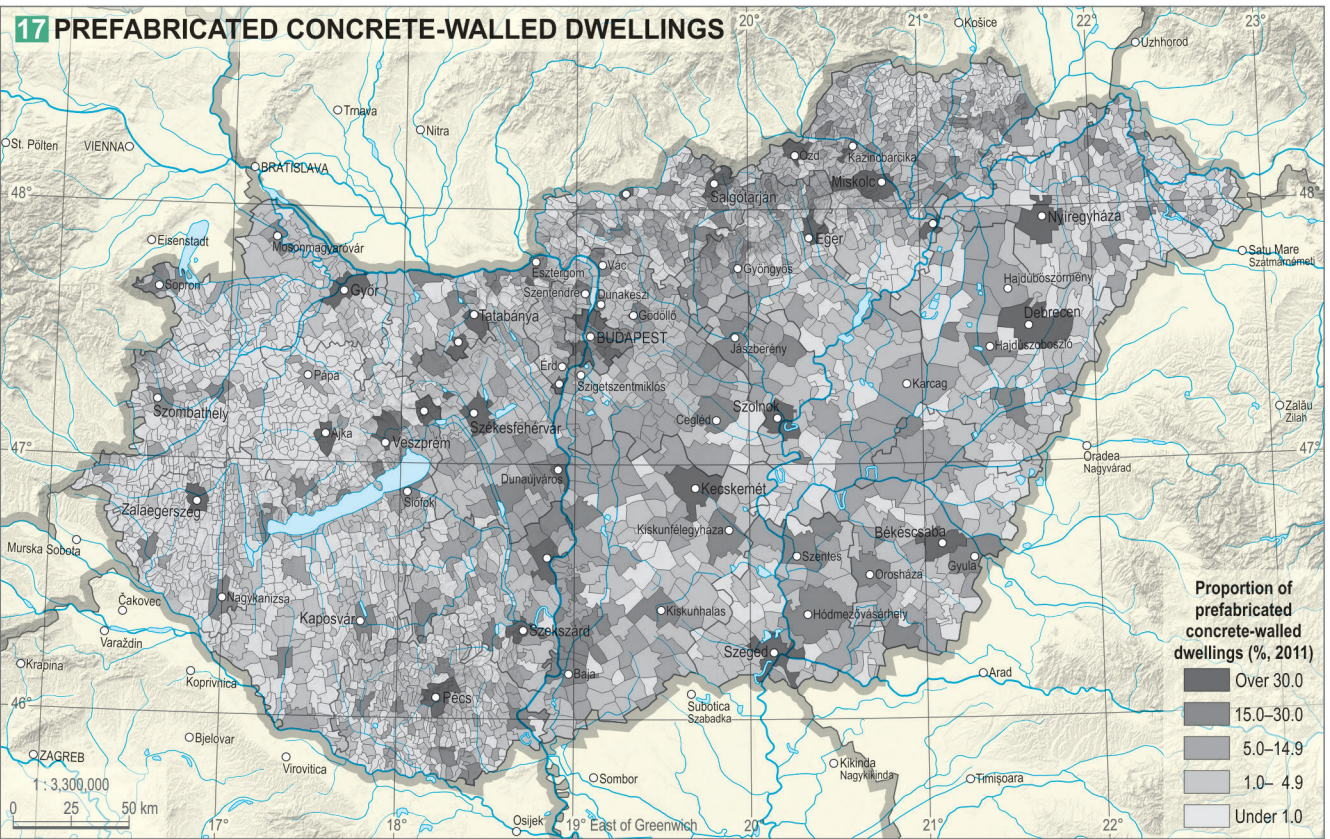 17 PREFABRICATED CONCRETE-WALLED DWELLINGS
20°
21°
22°
23°
Košice
Uzhhorod
Trnava
Nitra
St. Pölten
VIENNA
BRATISLAVA
Ózd
Kazincbarcika
Miskolc
Salgótarján
48°
48°
Nyíregyháza
Eisenstadt
Mosonmagyaróvár
Eger
Satu Mare
Szatmárnémeti
Sopron
Győr
Esztergom
Vác
Gyöngyös
Hajdúböszörmény
Szentendre
Dunakeszi
Gödöllő
Tatabánya
Debrecen
BUDAPEST
Jászberény
Hajdúszoboszló
Érd
Pápa
Szigetszentmiklós
Karcag
Szombathely
Cegléd
Szolnok
Zalău
Zilah
Ajka
Veszprém
Székesfehérvár
47°
47°
Oradea
Nagyvárad
Dunaújváros
Siófok
Kecskemét
Zalaegerszeg
Kiskunfélegyháza
Békéscsaba
Murska Sobota
Szentes
Gyula
Orosháza
Nagykanizsa
Čakovec
Kaposvár
Kiskunhalas
Hódmezővásárhely
Varaždin
Szekszárd
Szeged
Krapina
Koprivnica
Baja
Arad
Pécs
46°
Subotica
Szabadka
Bjelovar
ZAGREB
Virovitica
Sombor
Kikinda
Nagykikinda
Timişoara
1 : 3,300,000
0 25 50 km
17°
18°
Osijek
19°
East of Greenwich
20°
21°
22°
Proportion of
prefabricated
concrete-walled
dwellings (%, 2011)
Over 30.0
15.0–30.0
5.0–14.9
1.0– 4.9
Under 1.0